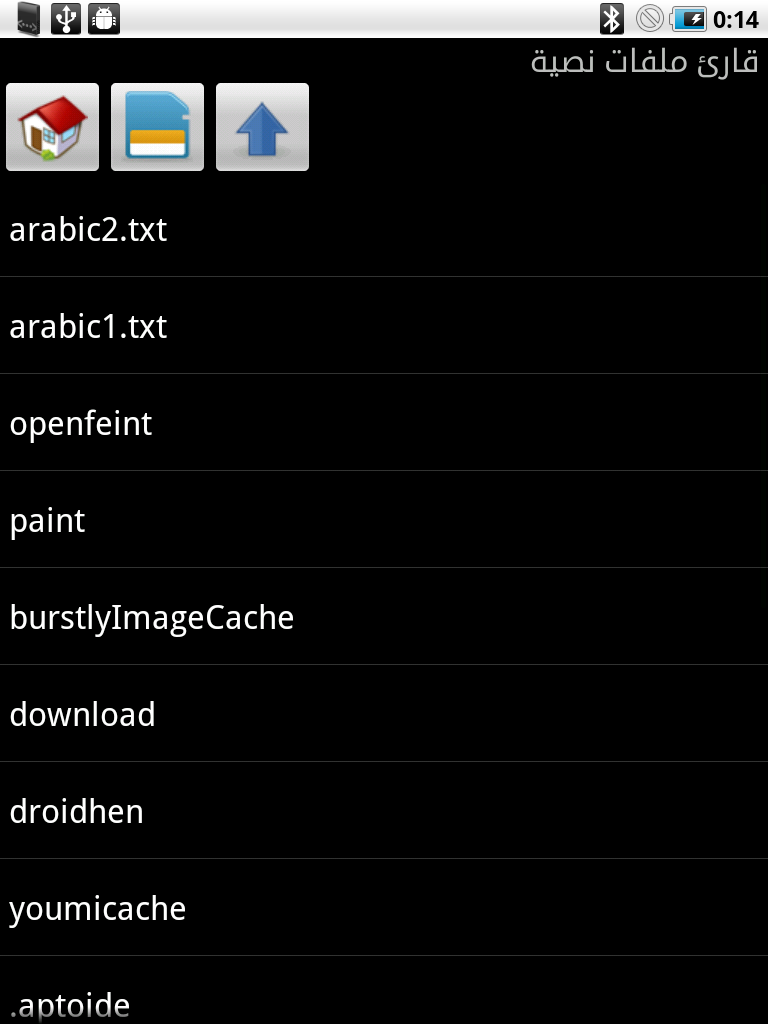 0:14
قارئ ملفات نصية
arabic2.txt
arabic1.txt
openfeint
paint
burstlyImageCache
download
droidhen
youmicache
.aptoide